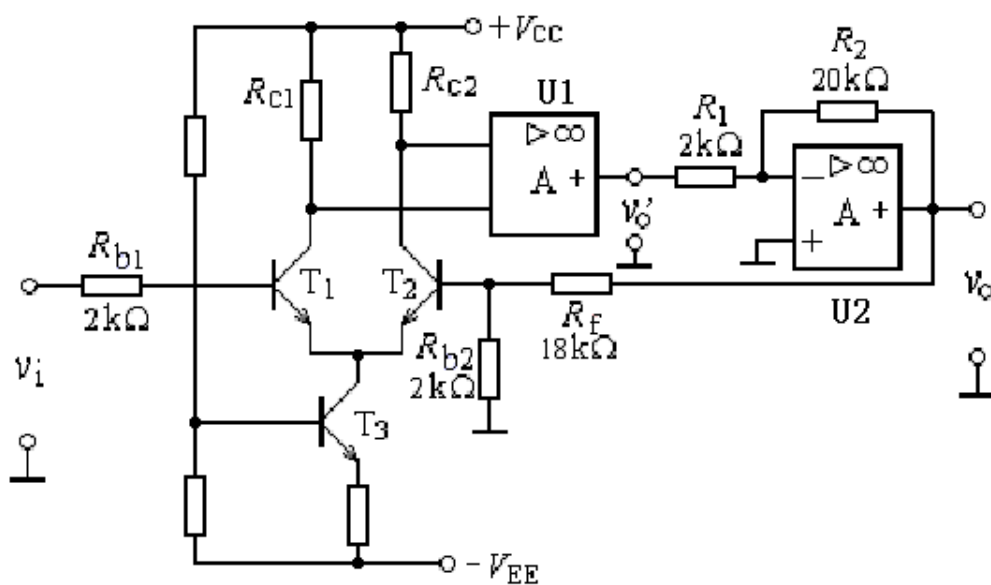 +V_CC
R_c1
R_c2
U1
▷∞
A +
R_1
2kΩ
R_2
20kΩ
− ▷∞
A +
+
U2
v_o'
v_o
R_b1
2kΩ
T_1
T_2
R_f
18kΩ
R_b2
2kΩ
v_i
T_3
−V_EE